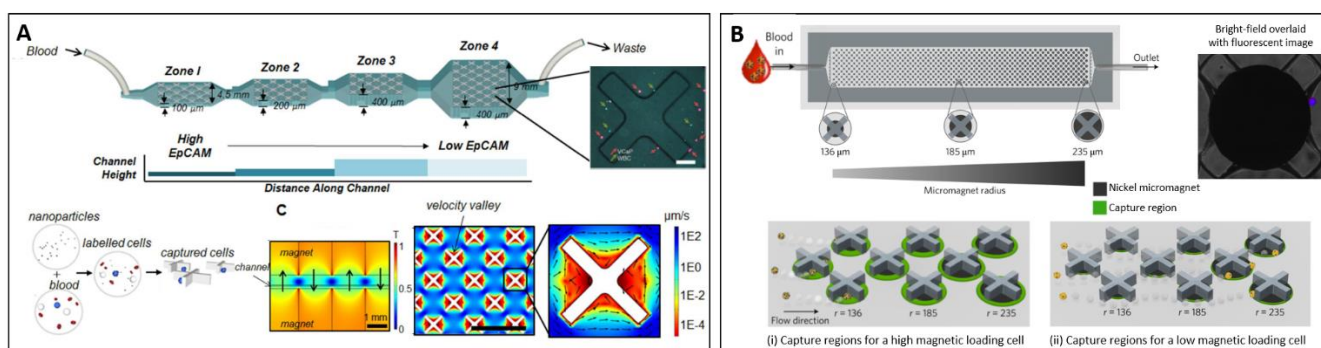 A
Blood
Zone 1
Zone 2
Zone 3
Zone 4
Waste
100 µm
4.5 mm
200 µm
400 µm
400 µm
9 mm
WBC
High
EpCAM
Low EpCAM
Channel
Height
Distance Along Channel
nanoparticles
+
blood
labelled cells
captured cells
C
magnet
magnet
channel
1 mm
T
1
0.5
0
velocity valley
µm/s
1E2
1E0
1E-2
1E-4
B
Blood
in
Outlet
136 µm
185 µm
235 µm
Micromagnet radius
Bright-field overlaid
with fluorescent image
Nickel micromagnet
Capture region
Flow direction
r = 136
r = 185
r = 235
(i) Capture regions for a high magnetic loading cell
r = 136
r = 185
r = 235
(ii) Capture regions for a low magnetic loading cell